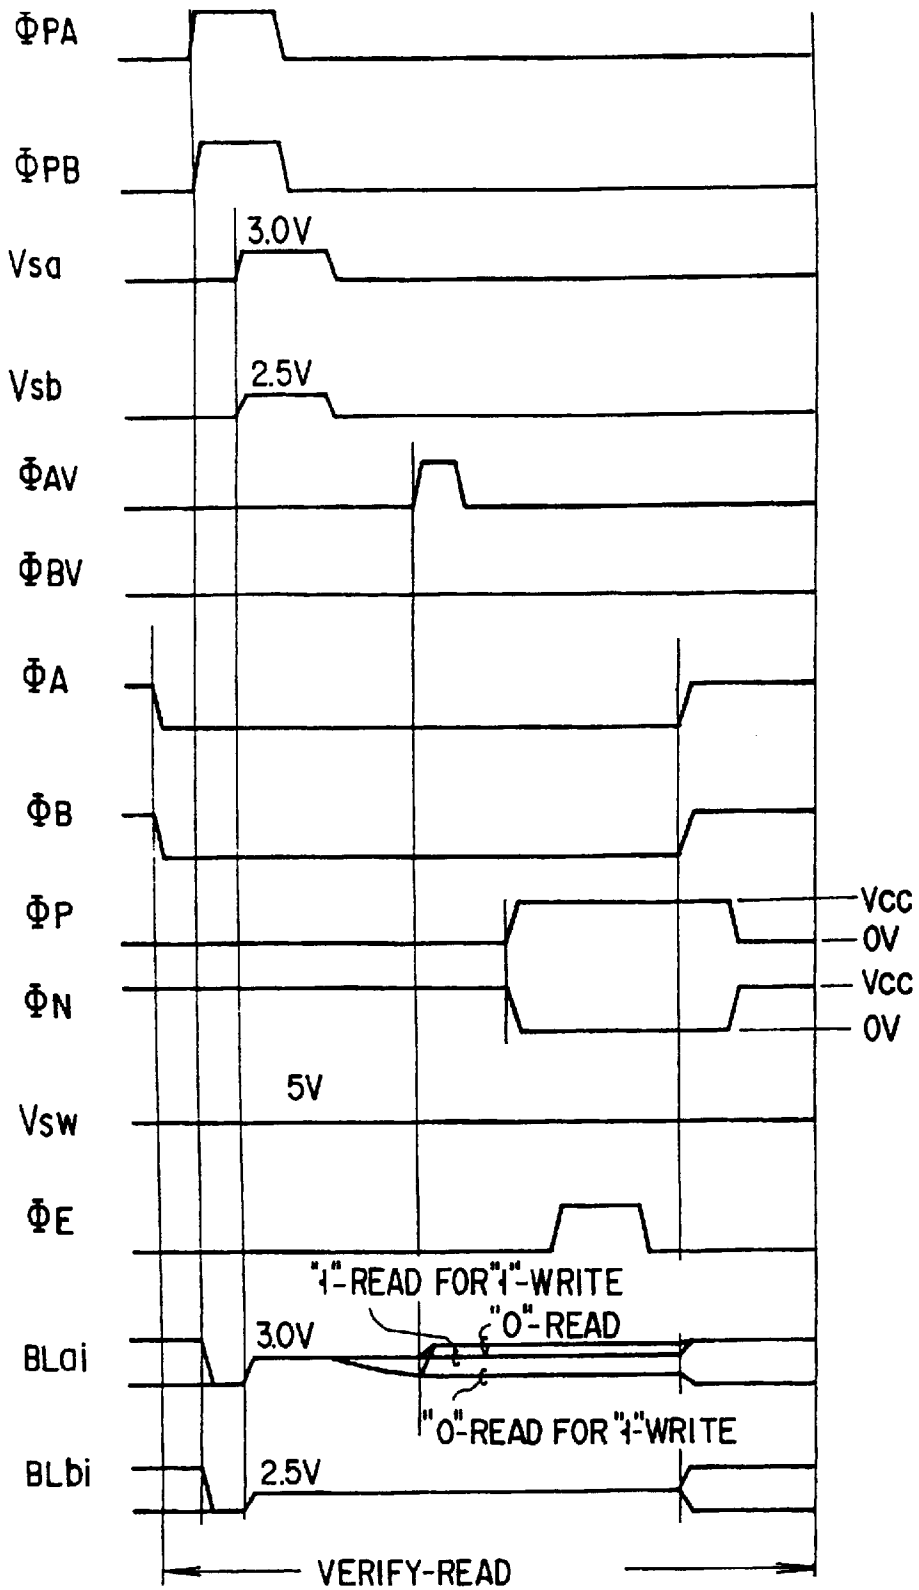 ΦPA
ΦPB
3.0V
Vsa
2.5V
Vsb
ΦAV
ΦBV
ΦA
ΦB
ΦP
Vcc
0V
ΦN
Vcc
0V
5V
Vsw
ΦE
"1"-READ FOR "1"-WRITE
"0"-READ
3.0V
BLai
"0"-READ FOR "1"-WRITE
BLbi
2.5V
VERIFY-READ